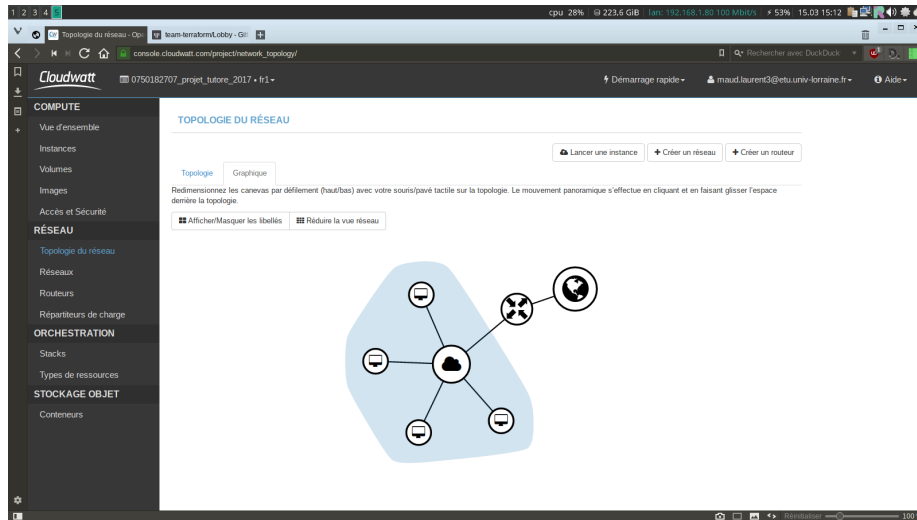 1 2 3 4 5
cpu 28% 223,6 GiB lan: 192.168.1.80 100 Mbit/s 53% 15.03 15:12
Topologie du réseau - Ope
team-terraform/Lobby - Git
console.cloudwatt.com/project/network_topology/
Rechercher avec DuckDuck
Cloudwatt
0750182707_projet_tutore_2017 • fr1
Démarrage rapide
maud.laurent3@etu.univ-lorraine.fr
Aide
COMPUTE
Vue d'ensemble
Instances
Volumes
Images
Accès et Sécurité
RÉSEAU
Topologie du réseau
Réseaux
Routeurs
Répartiteurs de charge
ORCHESTRATION
Stacks
Types de ressources
STOCKAGE OBJET
Conteneurs
TOPOLOGIE DU RÉSEAU
Lancer une instance
+ Créer un réseau
+ Créer un routeur
Topologie
Graphique
Redimensionnez les canevas par défilement (haut/bas) avec votre souris/pavé tactile sur la topologie. Le mouvement panoramique s'effectue en cliquant et en faisant glisser l'espace
derrière la topologie.
Afficher/Masquer les libellés
Réduire la vue réseau
Réinitialiser
100